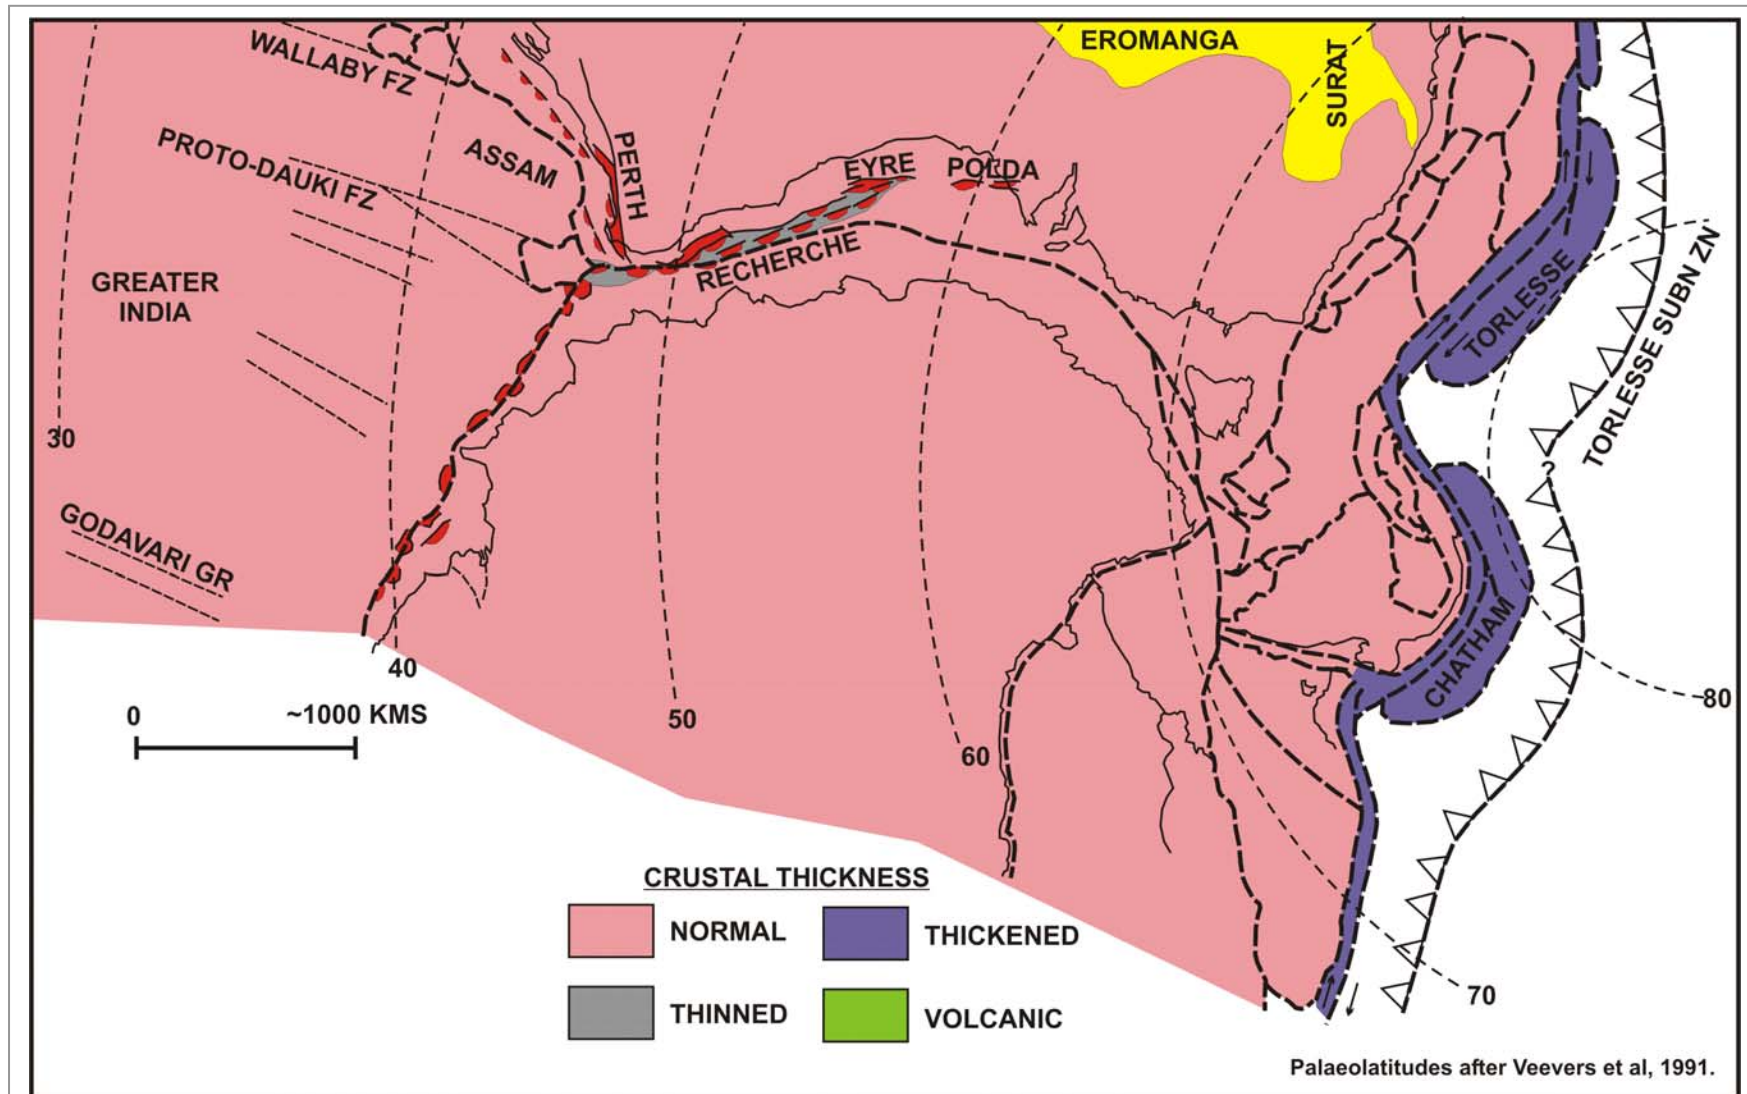 WALLABY FZ
EROMANGA
SURAT
PROTO-DAUKI FZ
ASSAM
PERTH
EYRE
POLDA
RECHERCHE
GREATER
INDIA
TORLESSE
TORLESSE SUBN ZN
30
?
GODAVARI GR
CHATHAM
40
80
0
~1000 KMS
50
60
70
CRUSTAL THICKNESS
NORMAL
THICKENED
THINNED
VOLCANIC
Palaeolatitudes after Veevers et al, 1991.